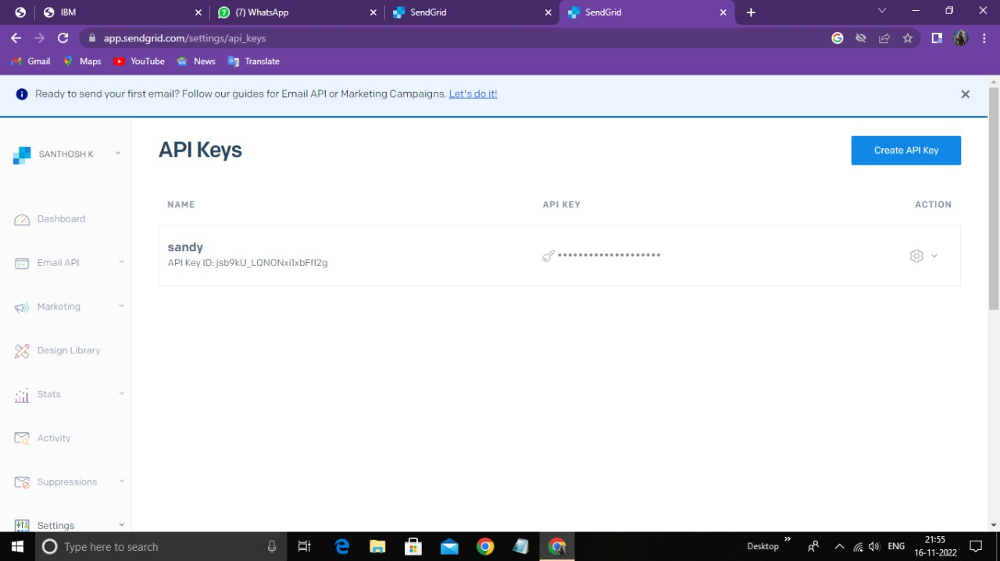 IBM
(7) WhatsApp
SendGrid
SendGrid
app.sendgrid.com/settings/api_keys
Gmail
Maps
YouTube
News
Translate
Ready to send your first email? Follow our guides for Email API or Marketing Campaigns. Let's do it!
SANTHOSH K
API Keys
Create API Key
NAME
API KEY
ACTION
sandy
API Key ID: jsb9kU_LQNONxi1xbFfI2g
Dashboard
Email API
Marketing
Design Library
Stats
Activity
Suppressions
Settings
Type here to search
Desktop
ENG
21:55
16-11-2022